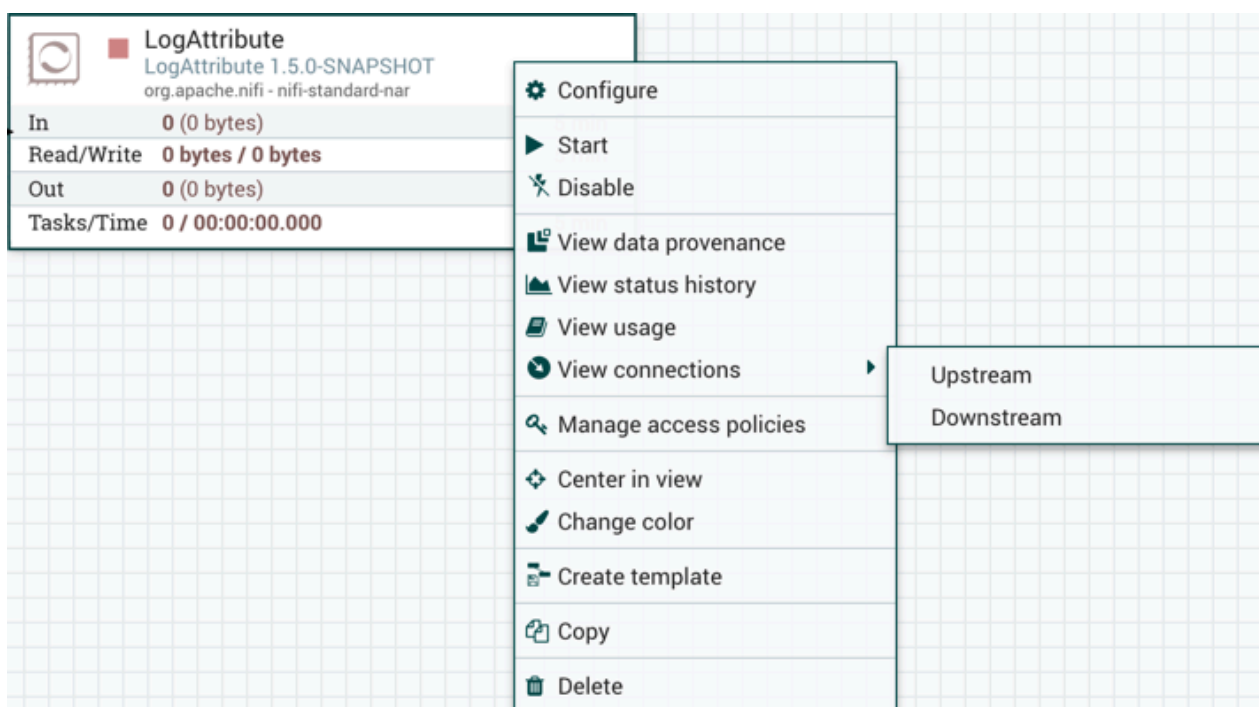 LogAttribute
LogAttribute 1.5.0-SNAPSHOT
org.apache.nifi - nifi-standard-nar
In 0 (0 bytes)
Read/Write 0 bytes / 0 bytes
Out 0 (0 bytes)
Tasks/Time 0 / 00:00:00.000
Configure
Start
Disable
View data provenance
View status history
View usage
View connections
Upstream
Downstream
Manage access policies
Center in view
Change color
Create template
Copy
Delete